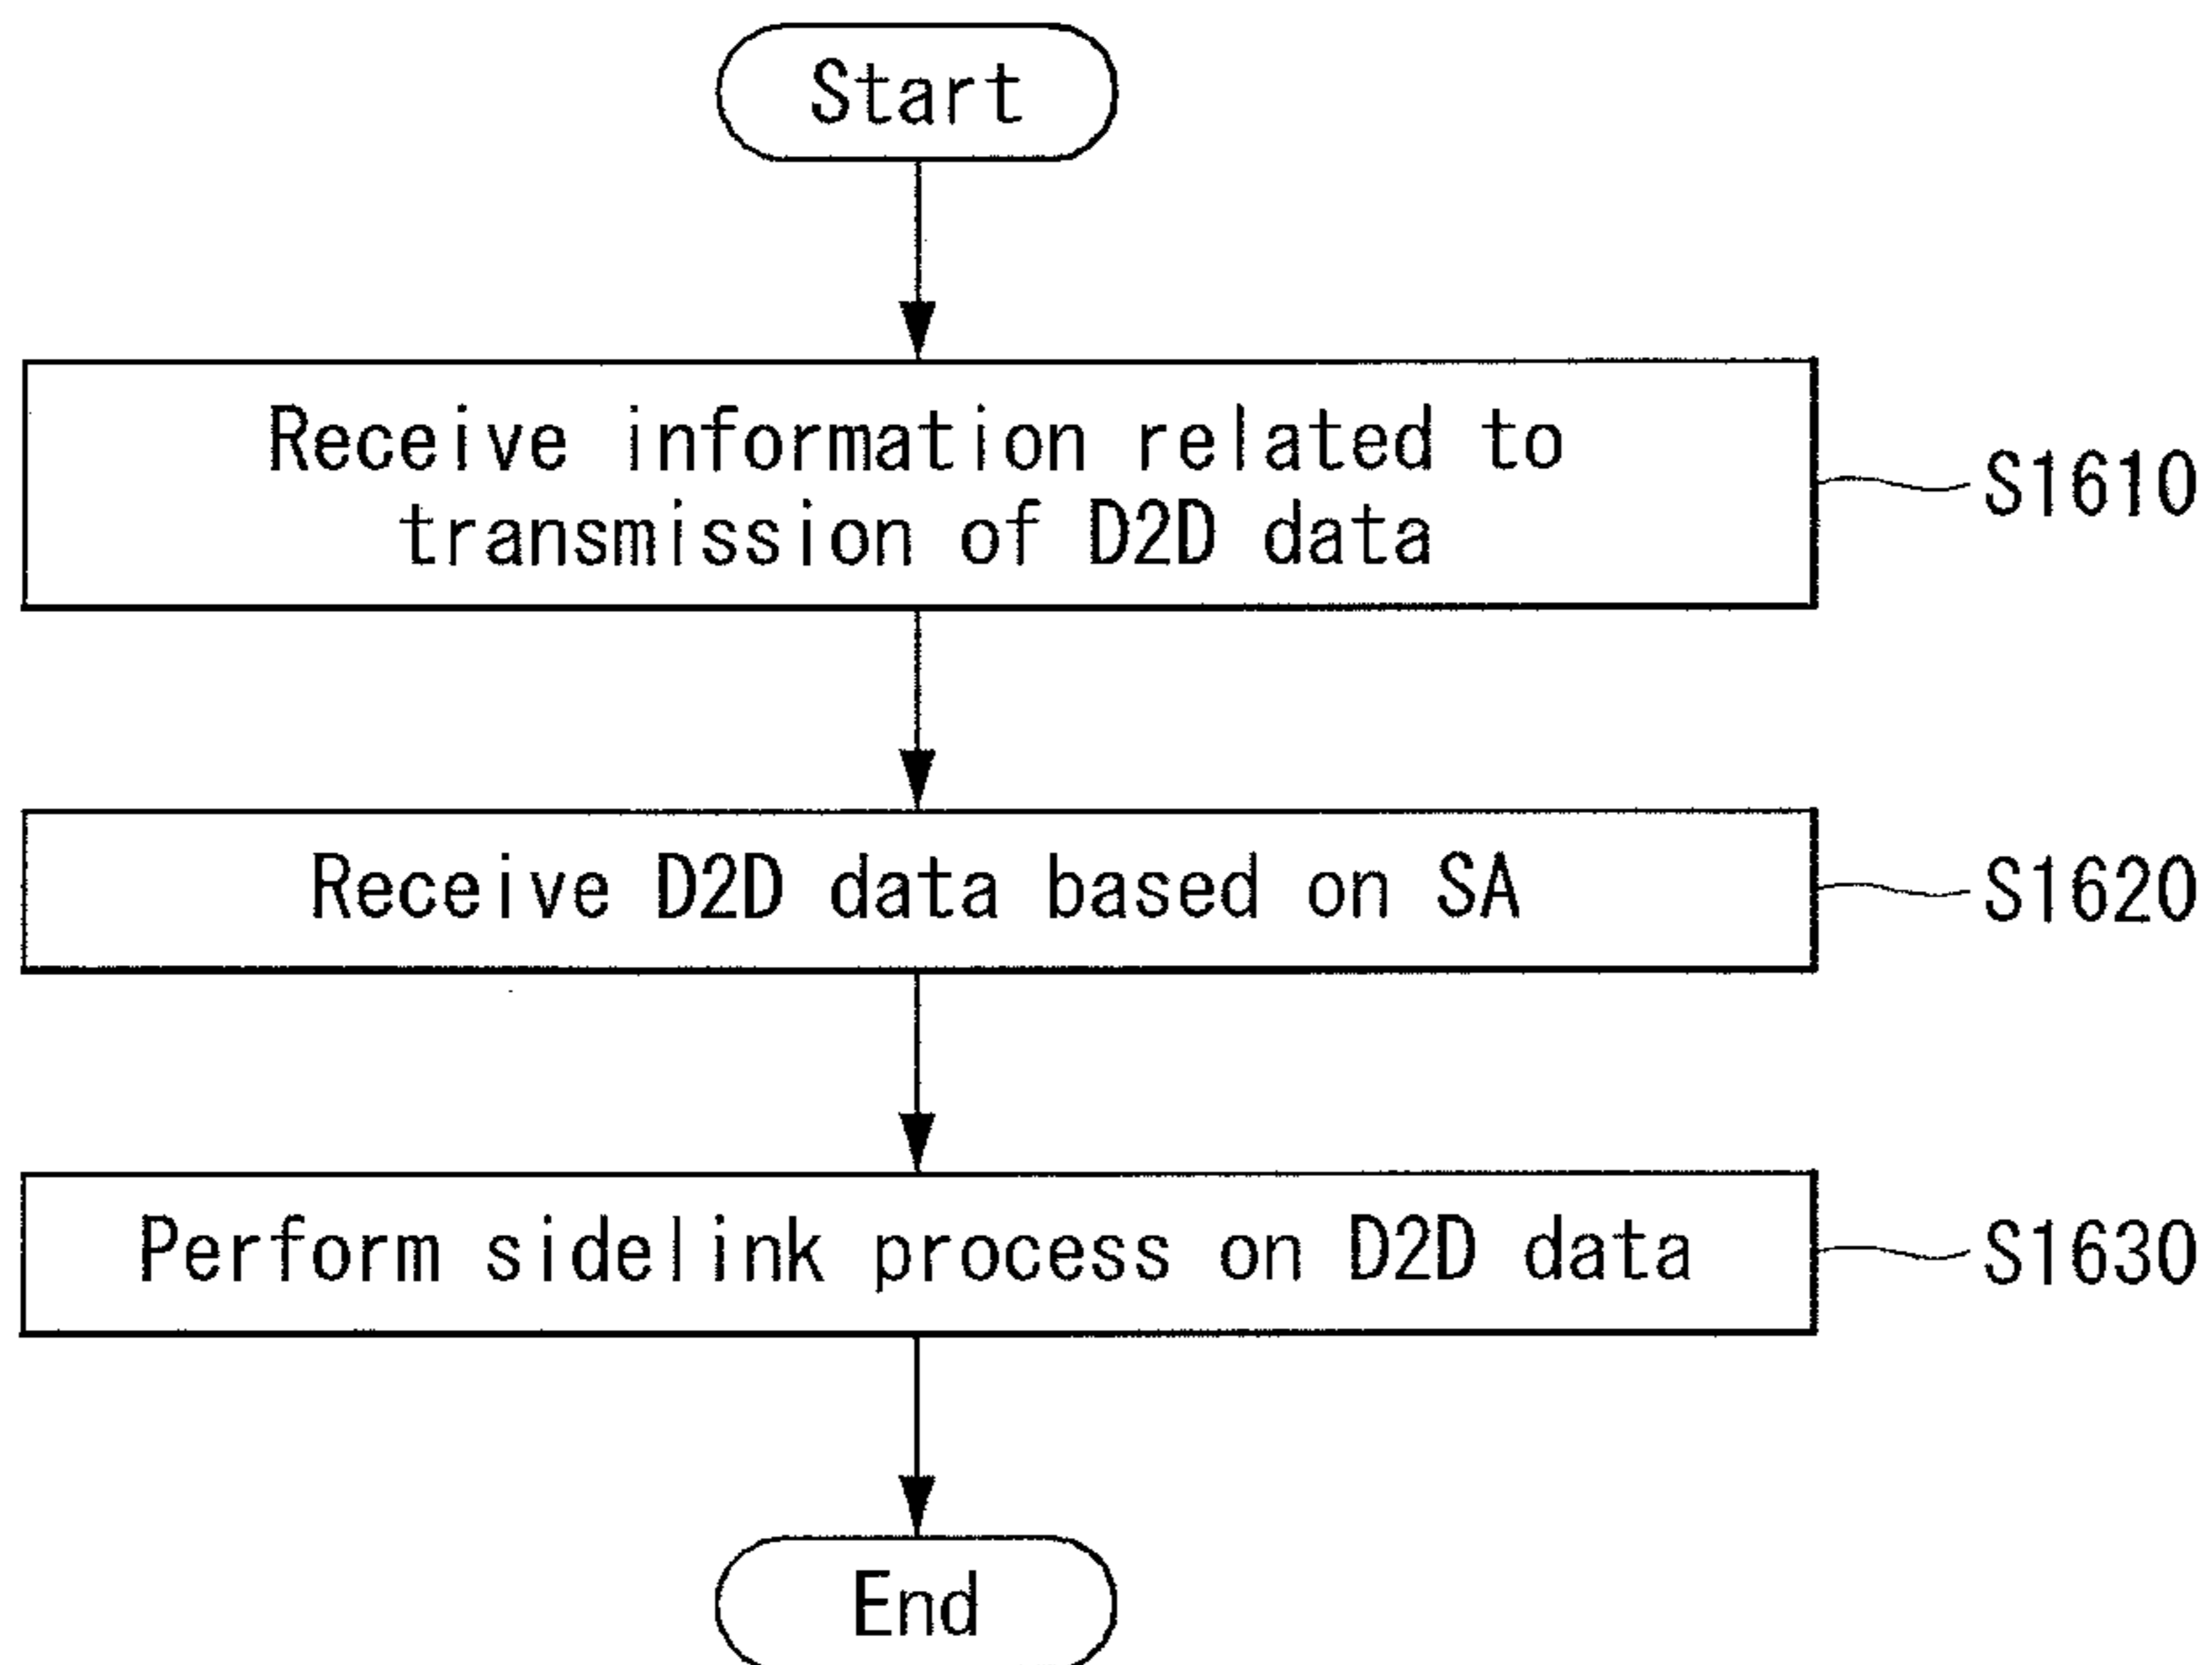 Start
Receive information related to
transmission of D2D data
S1610
Receive D2D data based on SA
S1620
Perform sidelink process on D2D data
S1630
End